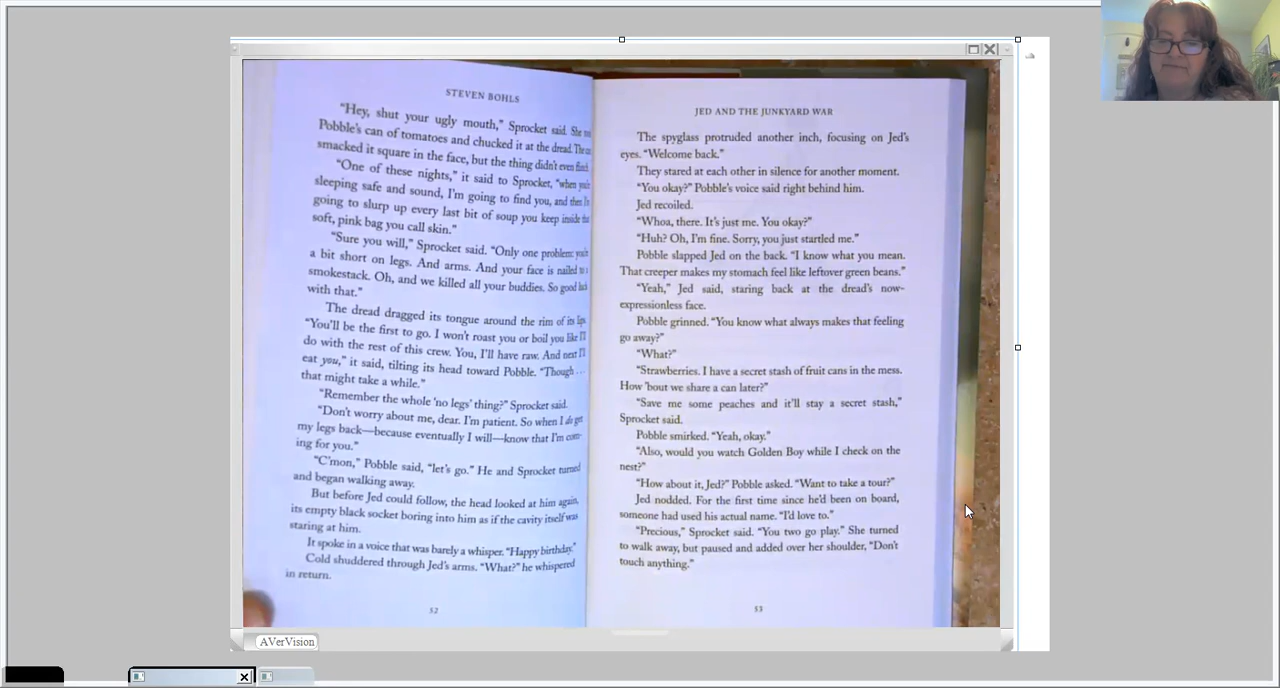 STEVEN BOHLS
"Hey, shut your ugly mouth," Sprocket said. She
Pobble's can of tomatoes and chucked it at the dread. The
smacked it square in the face, but the thing didn't even flinch
"One of these nights," it said to Sprocket, "when you're
sleeping safe and sound, I'm going to find you, and then I'm
going to slurp up every last bit of soup you keep inside that
soft, pink bag you call skin."
"Sure you will," Sprocket said. "Only one problem: you're
a bit short on legs. And arms. And your face is nailed to a
smokestack. Oh, and we killed all your buddies. So good luck
with that."
The dread dragged its tongue around the rim of its lips.
"You'll be the first to go. I won't roast you or boil you like I'll
do with the rest of this crew. You, I'll have raw. And next I'll
eat you," it said, tilting its head toward Pobble. "Though . . .
that might take a while."
"Remember the whole 'no legs' thing?" Sprocket said.
"Don't worry about me, dear. I'm patient. So when I do get
my legs back—because eventually I will—know that I'm com-
ing for you."
"C'mon," Pobble said, "let's go." He and Sprocket turned
and began walking away.
But before Jed could follow, the head looked at him again,
its empty black socket boring into him as if the cavity itself was
staring at him.
It spoke in a voice that was barely a whisper. "Happy birthday."
Cold shuddered through Jed's arms. "What?" he whispered
in return.
52
JED AND THE JUNKYARD WAR
The spyglass protruded another inch, focusing on Jed's
eyes. "Welcome back."
They stared at each other in silence for another moment.
"You okay?" Pobble's voice said right behind him.
Jed recoiled.
"Whoa, there. It's just me. You okay?"
"Huh? Oh, I'm fine. Sorry, you just startled me."
Pobble slapped Jed on the back. "I know what you mean.
That creeper makes my stomach feel like leftover green beans."
"Yeah," Jed said, staring back at the dread's now-
expressionless face.
Pobble grinned. "You know what always makes that feeling
go away?"
"What?"
"Strawberries. I have a secret stash of fruit cans in the mess.
How 'bout we share a can later?"
"Save me some peaches and it'll stay a secret stash,"
Sprocket said.
Pobble smirked. "Yeah, okay."
"Also, would you watch Golden Boy while I check on the
nest?"
"How about it, Jed?" Pobble asked. "Want to take a tour?"
Jed nodded. For the first time since he'd been on board,
someone had used his actual name. "I'd love to."
"Precious," Sprocket said. "You two go play." She turned
to walk away, but paused and added over her shoulder, "Don't
touch anything."
53
AVerVision